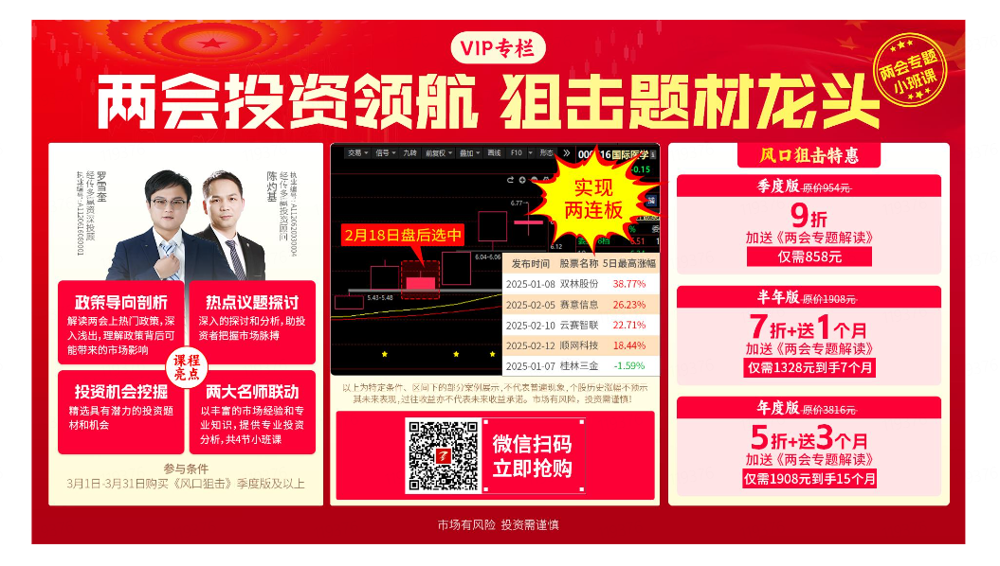 VIP专栏
两会投资领航 狙击题材龙头
两会专题
小班课
罗雪奎
经传多赢资深投顾
执业编号:A1120616080001
陈灼基
经传多赢投资顾问
执业编号:A1120620030004
政策导向剖析
解读两会上热门政策,深
入浅出,理解政策背后可
能带来的市场影响
热点议题探讨
深入的探讨和分析,助投
资者把握市场脉搏
课程
亮点
投资机会挖掘
精选具有潜力的投资题
材和机会
两大名师联动
以丰富的市场经验和专
业知识,提供专业投资
分析,共4节小班课
参与条件
3月1日-3月31日购买《风口狙击》季度版及以上
交易 信号 九转 前复权 叠加 画线 F10 形态 »
16国际医学
-0.15
实现
两连板
6.77
2月18日盘后选中
6.12
6.04-6.06
5.43-5.48
发布时间 股票名称 5日最高涨幅
2025-01-08 双林股份 38.77%
2025-02-05 赛意信息 26.23%
2025-02-10 云赛智联 22.71%
2025-02-12 顺网科技 18.44%
2025-01-07 桂林三金 -1.59%
以上为特定条件、区间下的部分案例展示,不代表普遍现象,个股历史涨幅不预示
其未来表现,过往收益亦不代表未来收益承诺。市场有风险,投资需谨慎!
微信扫码
立即抢购
风口狙击特惠
季度版 原价954元
9折
加送《两会专题解读》
仅需858元
半年版 原价1908元
7折+送1个月
加送《两会专题解读》
仅需1328元到手7个月
年度版 原价3816元
5折+送3个月
加送《两会专题解读》
仅需1908元到手15个月
市场有风险 投资需谨慎